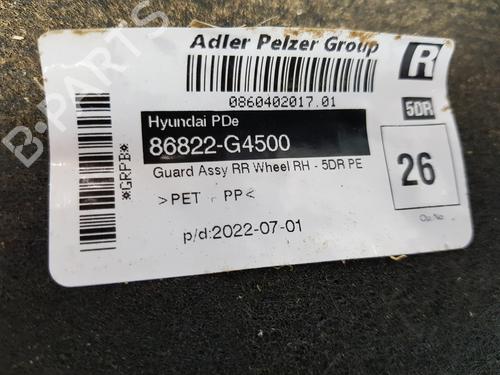 Adler Pelzer Group
R
0860402017.01
5DR
Hyundai PDe
86822-G4500
Guard Assy RR Wheel RH - 5DR PE
26
>PET - PP<
p/d:2022-07-01
*GRPB*
B-PARTS